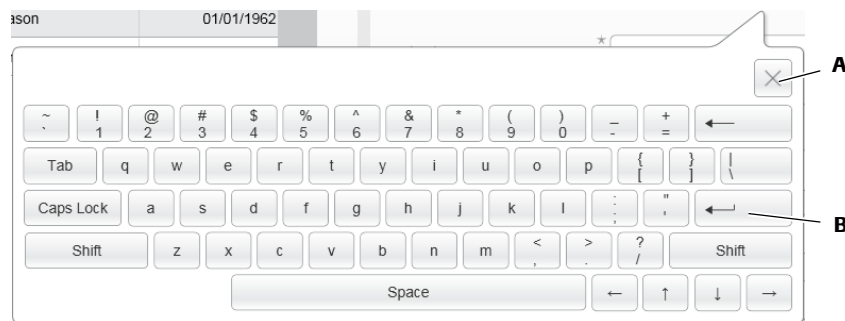 ason 01/01/1962
*
A
~ ! @ # $ % ^ & * ( ) _ +
` 1 2 3 4 5 6 7 8 9 0 - = ←
Tab q w e r t y i u o p { } |
[ ] \
Caps Lock a s d f g h j k l : "
; ' ↵
B
Shift z x c v b n m < > ? Shift
, . /
Space ← ↑ ↓ →